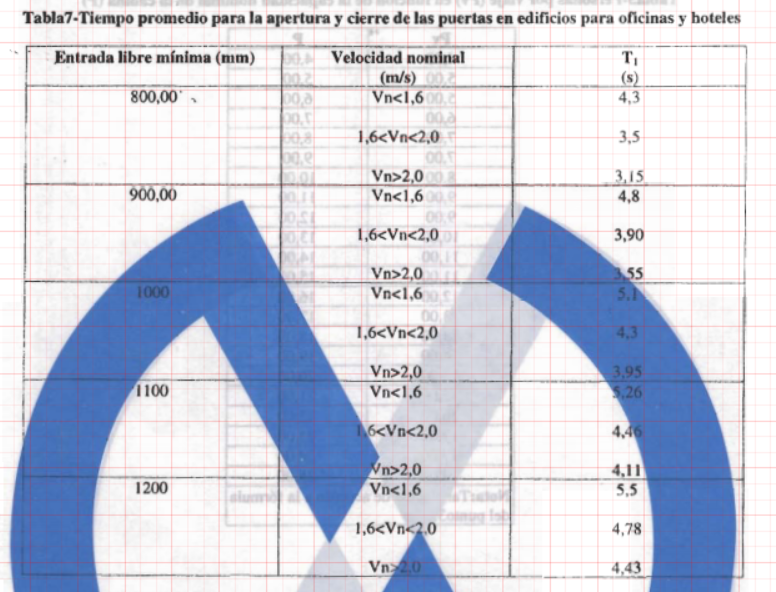 Tabla7-Tiempo promedio para la apertura y cierre de las puertas en edificios para oficinas y hoteles
Entrada libre mínima (mm) Velocidad nominal (m/s) T1 (s)
800,00 Vn<1,6 4,3
1,6<Vn<2,0 3,5
Vn>2,0 3,15
900,00 Vn<1,6 4,8
1,6<Vn<2,0 3,90
Vn>2,0 3,55
1000 Vn<1,6 5,1
1,6<Vn<2,0 4,3
Vn>2,0 3,95
1100 Vn<1,6 5,26
1,6<Vn<2,0 4,46
Vn>2,0 4,11
1200 Vn<1,6 5,5
1,6<Vn<2,0 4,78
Vn>2,0 4,43